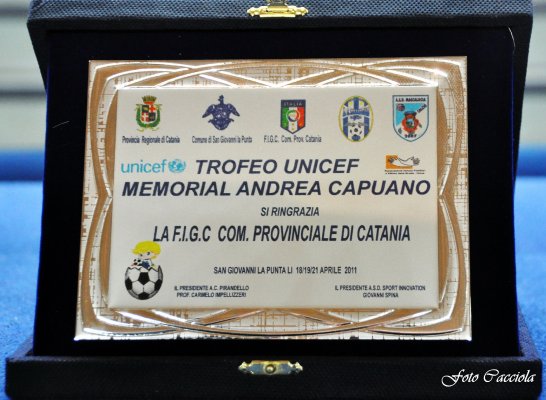 Provincia Regionale di Catania
Comune di San Giovanni la Punta
F.I.G.C. Com. Prov. Catania
ITALIA
FIGC
unicef
TROFEO UNICEF
MEMORIAL ANDREA CAPUANO
SI RINGRAZIA
LA F.I.G.C COM. PROVINCIALE DI CATANIA
SAN GIOVANNI LA PUNTA LI 18/19/21 APRILE 2011
IL PRESIDENTE A.C. PIRANDELLO
PROF. CARMELO IMPELLIZZERI
IL PRESIDENTE A.S.D. SPORT INNOVATION
GIOVANNI SPINA
Foto Cacciola